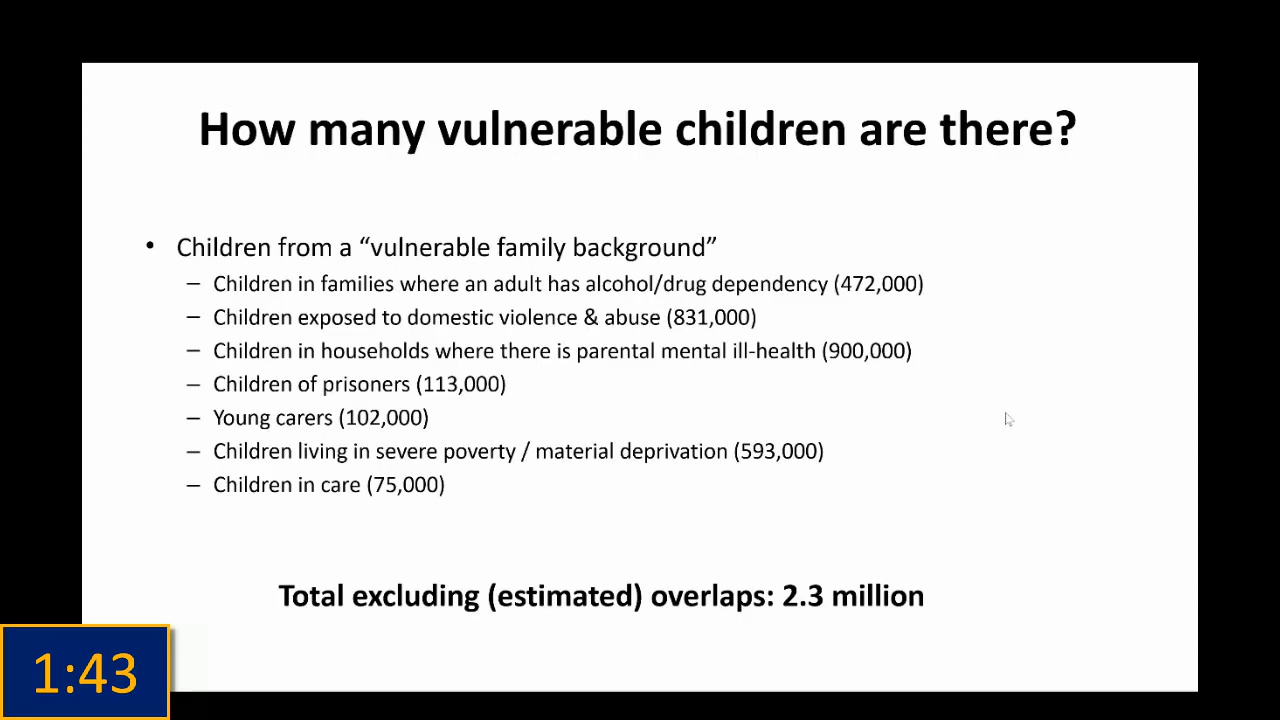 How many vulnerable children are there?
• Children from a “vulnerable family background”
– Children in families where an adult has alcohol/drug dependency (472,000)
– Children exposed to domestic violence & abuse (831,000)
– Children in households where there is parental mental ill-health (900,000)
– Children of prisoners (113,000)
– Young carers (102,000)
– Children living in severe poverty / material deprivation (593,000)
– Children in care (75,000)
Total excluding (estimated) overlaps: 2.3 million
1:43